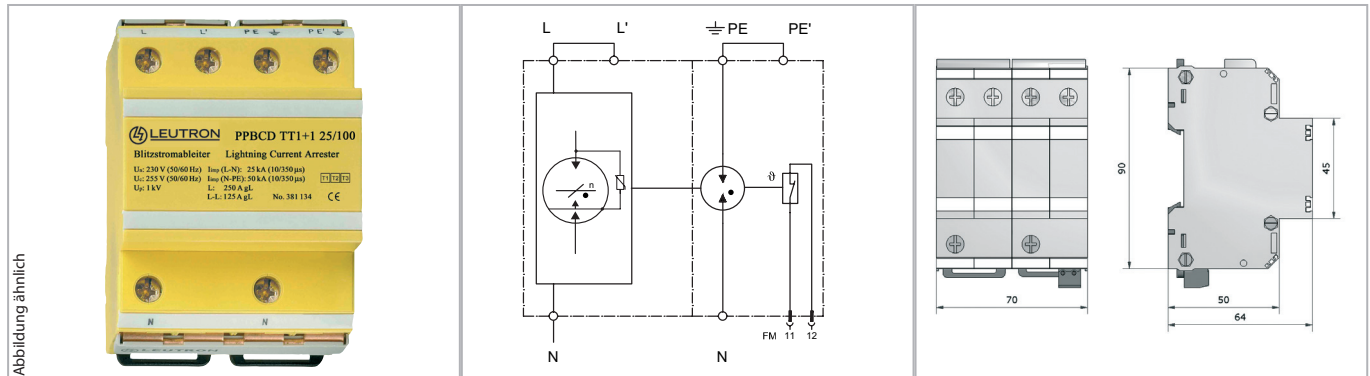 Abbildung ähnlich
L L' PE PE'
LEUTRON PPBCD TT1+1 25/100
Blitzstromableiter Lightning Current Arrester
Un: 230 V (50/60 Hz) Iimp (L-N): 25 kA (10/350 µs)
Uc: 255 V (50/60 Hz) Iimp (N-PE): 50 kA (10/350 µs) T1 T2 T3
Up: 1 kV L: 250 A gL
L-L: 125 A gL No. 381 134 CE
N N
LEUTRON
L L' PE PE'
n
ϑ
FM 11 12
N N
90
70
45
50
64